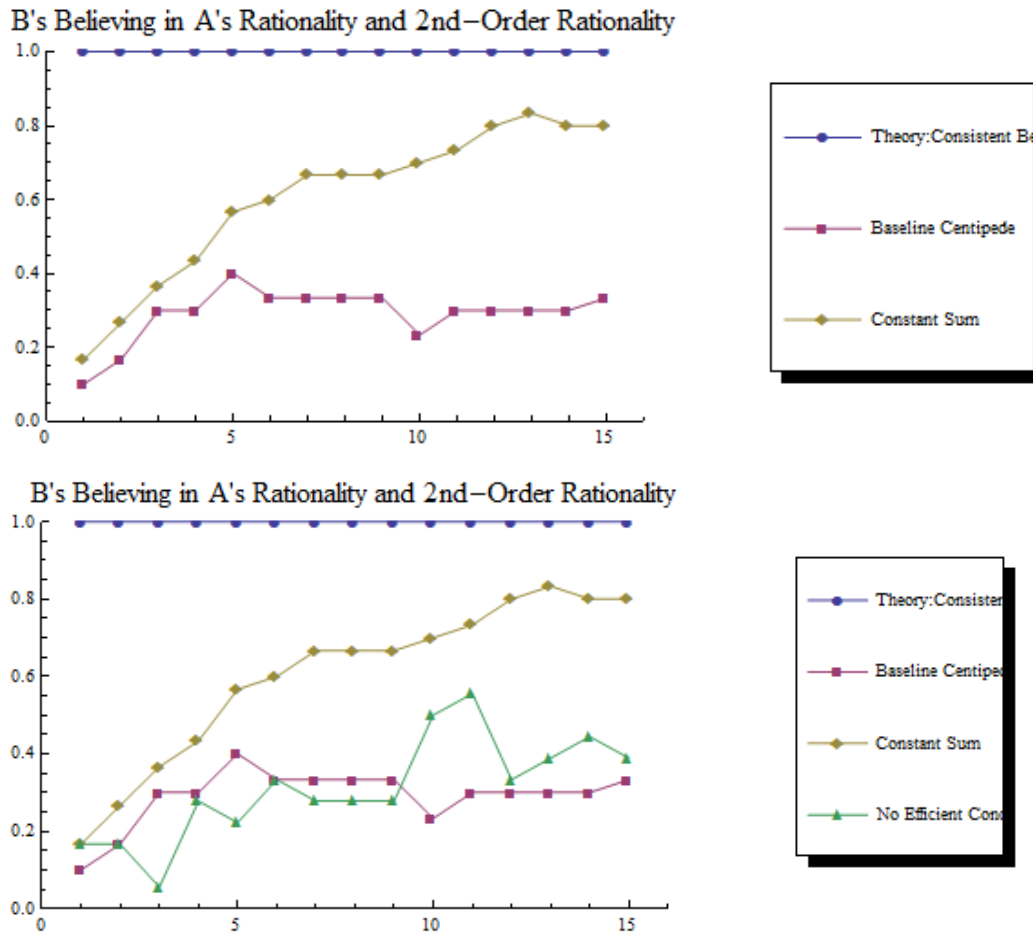 B's Believing in A's Rationality and 2nd−Order Rationality
1.0
0.8
0.6
0.4
0.2
0.0
0
5
10
15
Theory:Consistent Be
Baseline Centipede
Constant Sum
B's Believing in A's Rationality and 2nd−Order Rationality
1.0
0.8
0.6
0.4
0.2
0.0
0
5
10
15
Theory:Consisten
Baseline Centiped
Constant Sum
No Efficient Cond